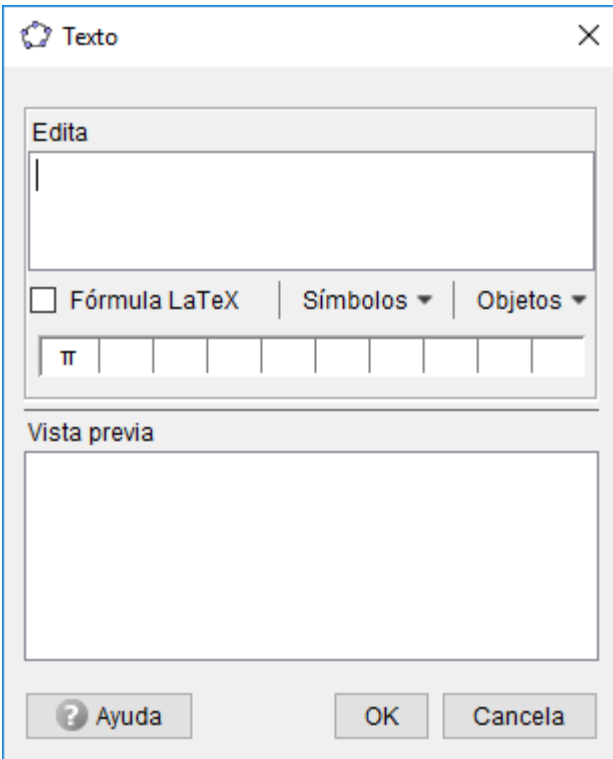 Texto
Edita
Fórmula LaTeX Símbolos Objetos
π
Vista previa
Ayuda OK Cancela